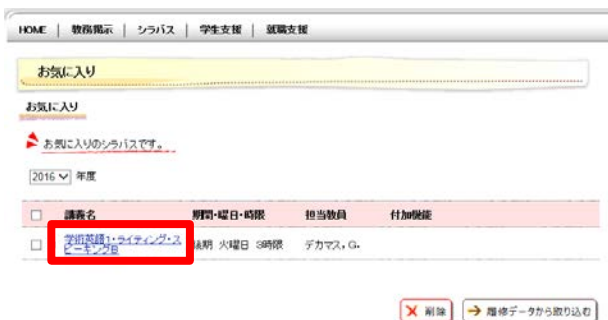 HOME | 教務掲示 | シラバス | 学生支援 | 就職支援
お気に入り
お気に入り
お気に入りのシラバスです。
2016 年度
講義名 期間・曜日・時限 担当教員 付加機能
学術英語1・ライティング・ス
ピーキングB
後期 火曜日 3時限 デカマス, G.
削除 履修データから取り込む